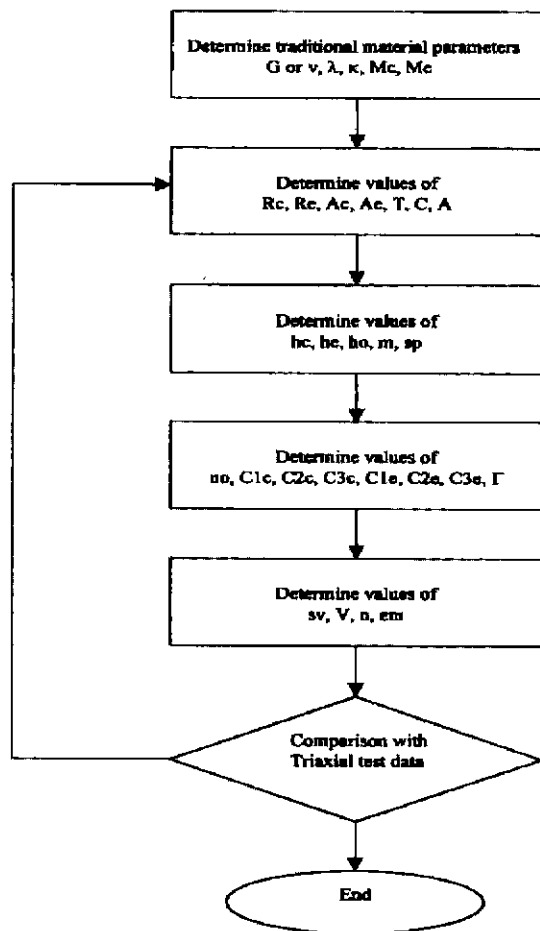 Determine traditional material parameters
G or ν, λ, κ, Mc, Me
Determine values of
Rc, Re, Ac, Ae, T, C, A
Determine values of
hc, he, ho, m, sp
Determine values of
no, C1c, C2c, C3c, C1e, C2e, C3e, Γ
Determine values of
sv, V, n, em
Comparison with
Triaxial test data
End